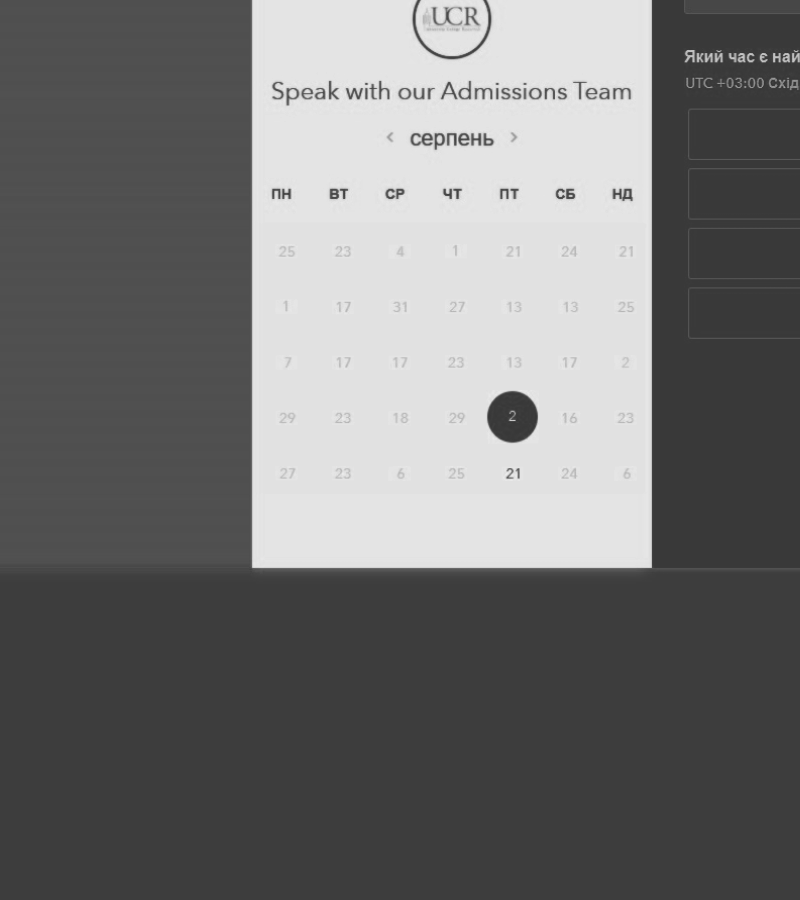 UCR
Speak with our Admissions Team
серпень
ПН ВТ СР ЧТ ПТ СБ НД
25 23 4 1 21 24 21
1 17 31 27 13 13 25
7 17 17 23 13 17 2
29 23 18 29 2 16 23
27 23 6 25 21 24 6
Який час є най
UTC +03:00 Схід